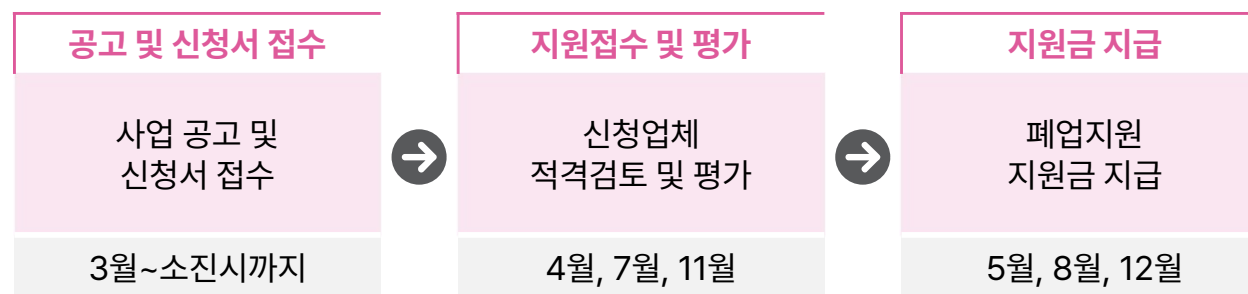 공고 및 신청서 접수
사업 공고 및
신청서 접수
3월~소진시까지
지원접수 및 평가
신청업체
적격검토 및 평가
4월, 7월, 11월
지원금 지급
폐업지원
지원금 지급
5월, 8월, 12월